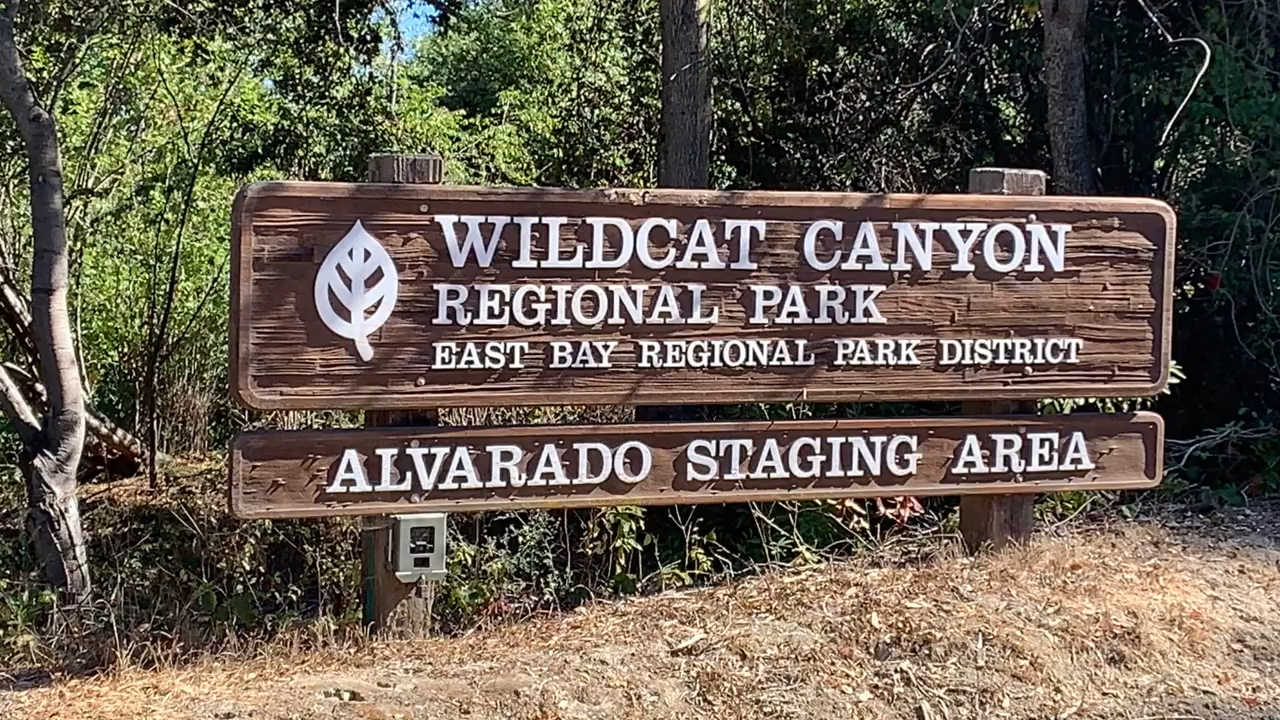 WILDCAT CANYON
REGIONAL PARK
EAST BAY REGIONAL PARK DISTRICT
ALVARADO STAGING AREA